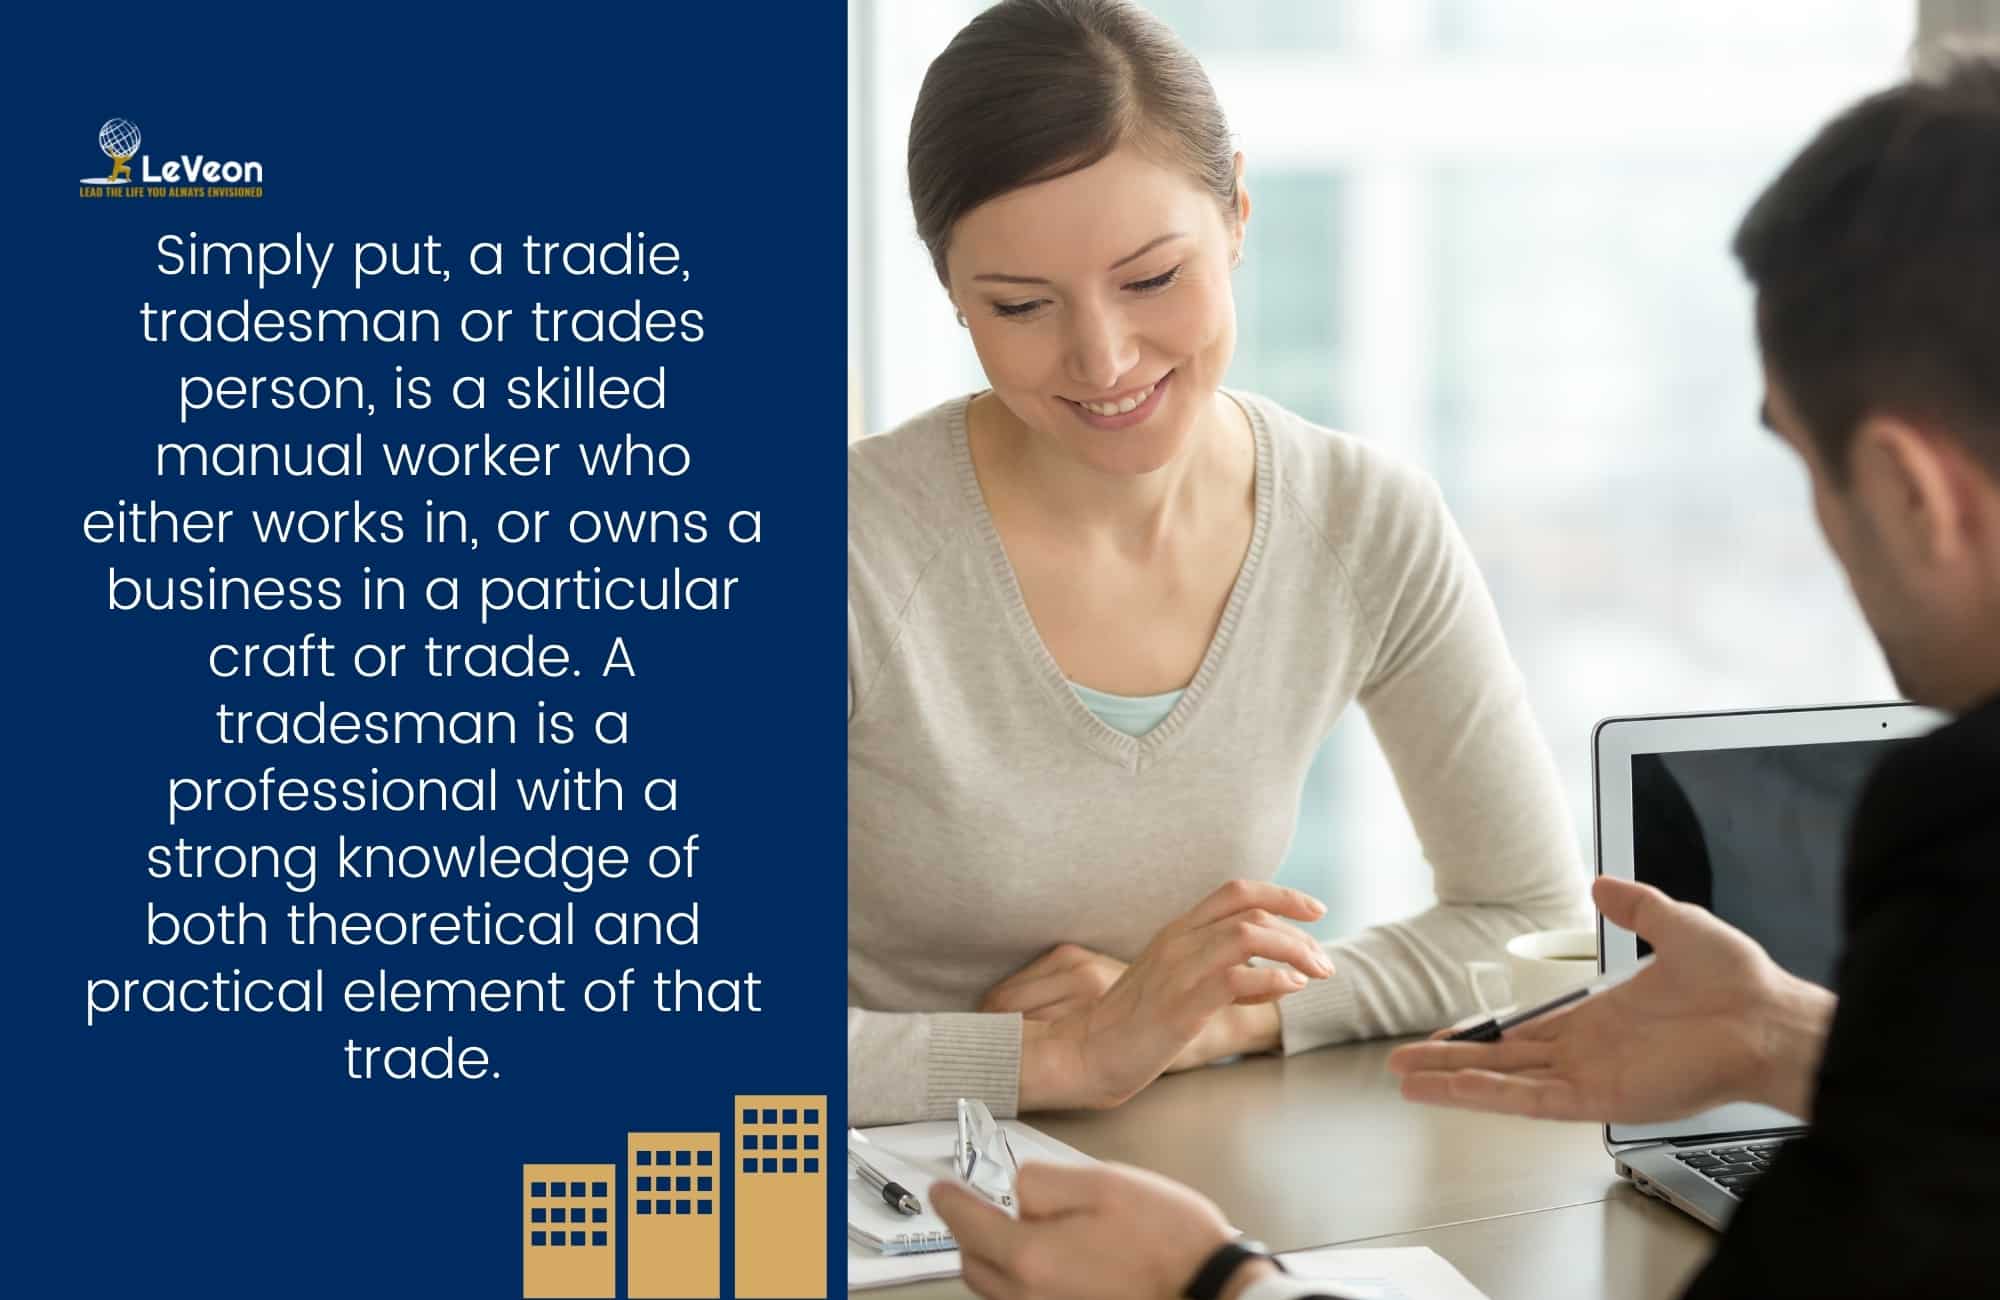 LeVeon
LEAD THE LIFE YOU ALWAYS ENVISIONED
Simply put, a tradie,
tradesman or trades
person, is a skilled
manual worker who
either works in, or owns a
business in a particular
craft or trade. A
tradesman is a
professional with a
strong knowledge of
both theoretical and
practical element of that
trade.